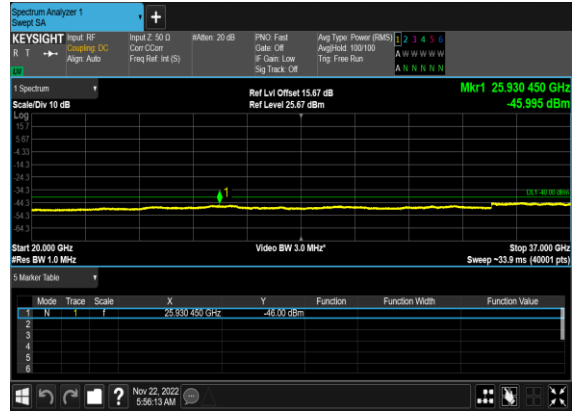 Spectrum Analyzer 1
Swept SA
+
KEYSIGHT Input: RF Input Z: 50 Ω #Atten: 20 dB PNO: Fast Avg Type: Power (RMS) 1 2 3 4 5 6
R T Coupling: DC Corr CCorr Gate: Off Avg|Hold: 100/100 A W W W W W
Align: Auto Freq Ref: Int (S) IF Gain: Low Trig: Free Run
Sig Track: Off A N N N N N
1 Spectrum Ref Lvl Offset 15.67 dB Mkr1 25.930 450 GHz
Scale/Div 10 dB Ref Level 25.67 dBm -45.995 dBm
Log
15.7
5.67
-4.33
-14.3
-24.3
-34.3 1 DL1 -40.00 dBm
-44.3
-54.3
-64.3
Start 20.000 GHz Video BW 3.0 MHz* Stop 37.000 GHz
#Res BW 1.0 MHz Sweep ~33.9 ms (40001 pts)
5 Marker Table
Mode Trace Scale X Y Function Function Width Function Value
1 N 1 f 25.930 450 GHz -46.00 dBm
2
3
4
5
6
? Nov 22, 2022
5:56:13 AM